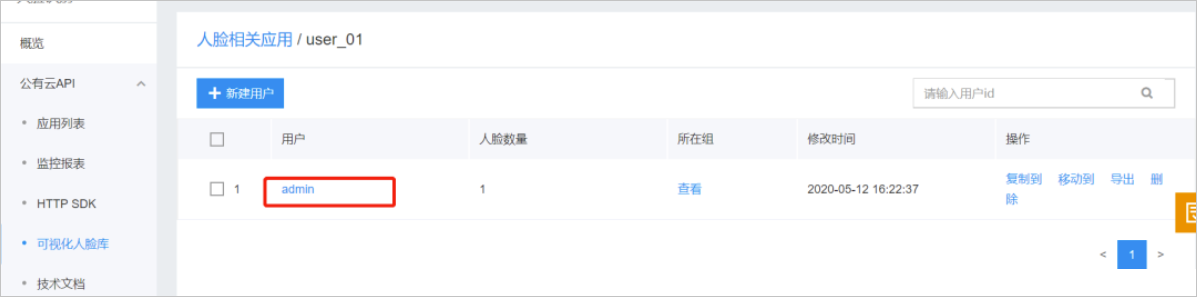 概览
公有云API
应用列表
监控报表
HTTP SDK
可视化人脸库
技术文档
人脸相关应用 / user_01
+ 新建用户
请输入用户id
用户 人脸数量 所在组 修改时间 操作
1 admin 1 查看 2020-05-12 16:22:37 复制到 移动到 导出 删
除
< 1 >